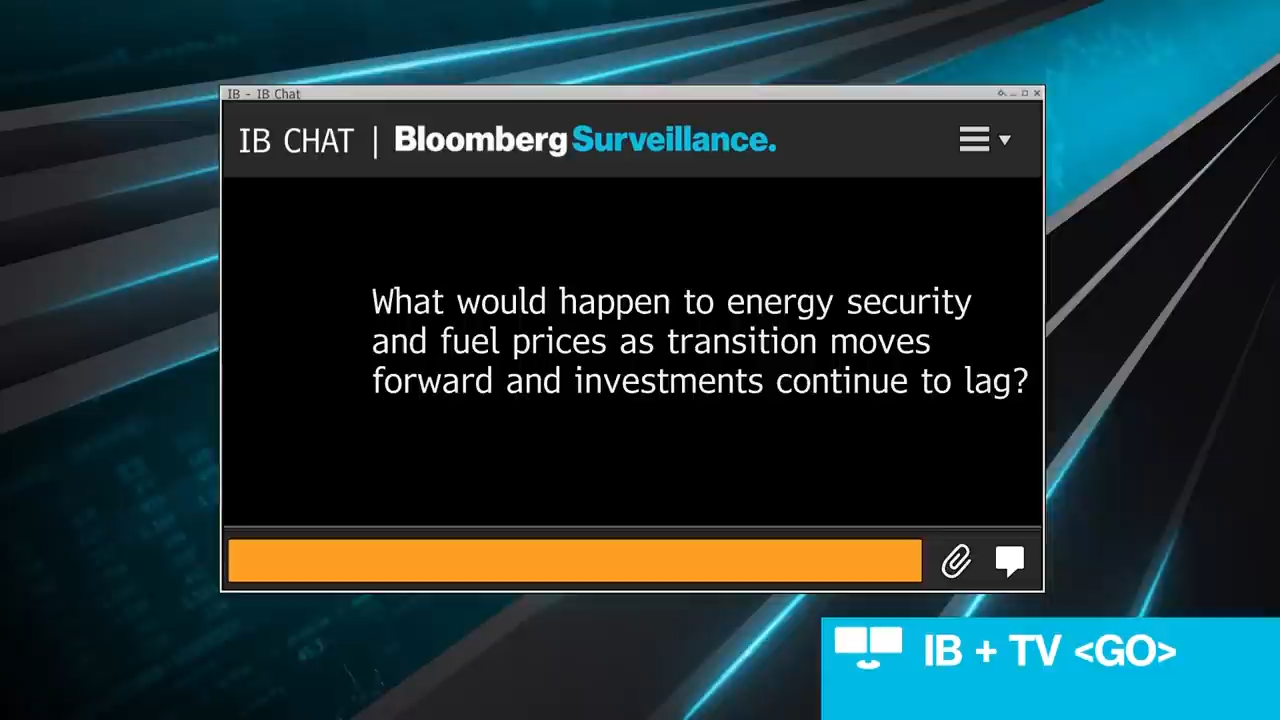 IB - IB Chat
IB CHAT | Bloomberg Surveillance.
What would happen to energy security
and fuel prices as transition moves
forward and investments continue to lag?
IB + TV <GO>